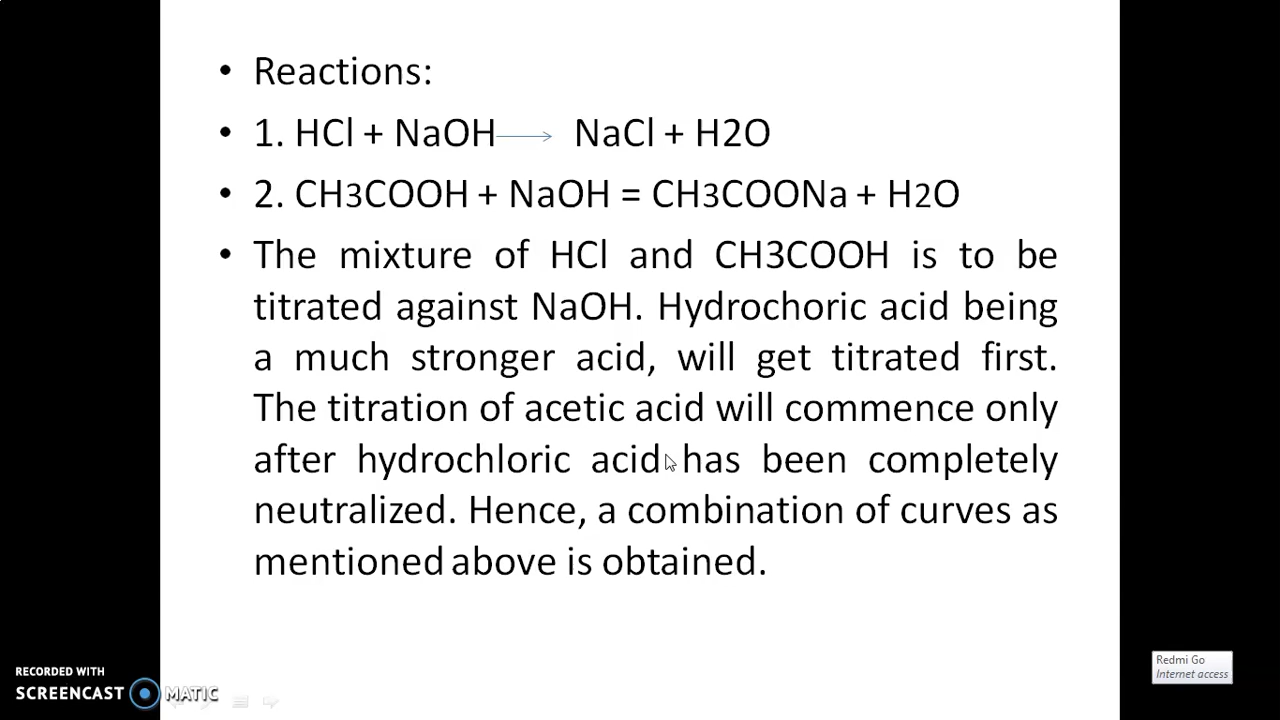 • Reactions:
• 1. HCl + NaOH → NaCl + H2O
• 2. CH3COOH + NaOH = CH3COONa + H2O
• The mixture of HCl and CH3COOH is to be
titrated against NaOH. Hydrochoric acid being
a much stronger acid, will get titrated first.
The titration of acetic acid will commence only
after hydrochloric acid has been completely
neutralized. Hence, a combination of curves as
mentioned above is obtained.
RECORDED WITH
SCREENCAST MATIC
Redmi Go
Internet access